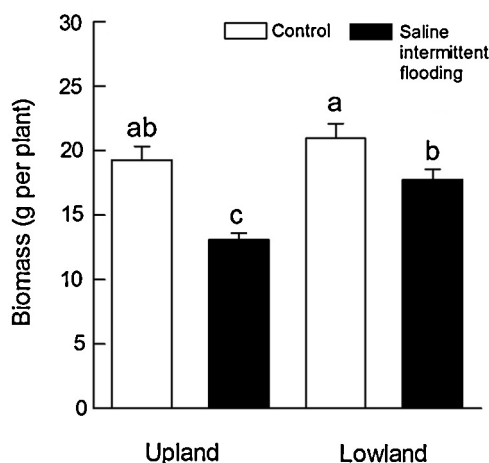 Control
Saline
intermittent
flooding
Biomass (g per plant)
30
25
20
15
10
5
0
ab
c
a
b
Upland
Lowland